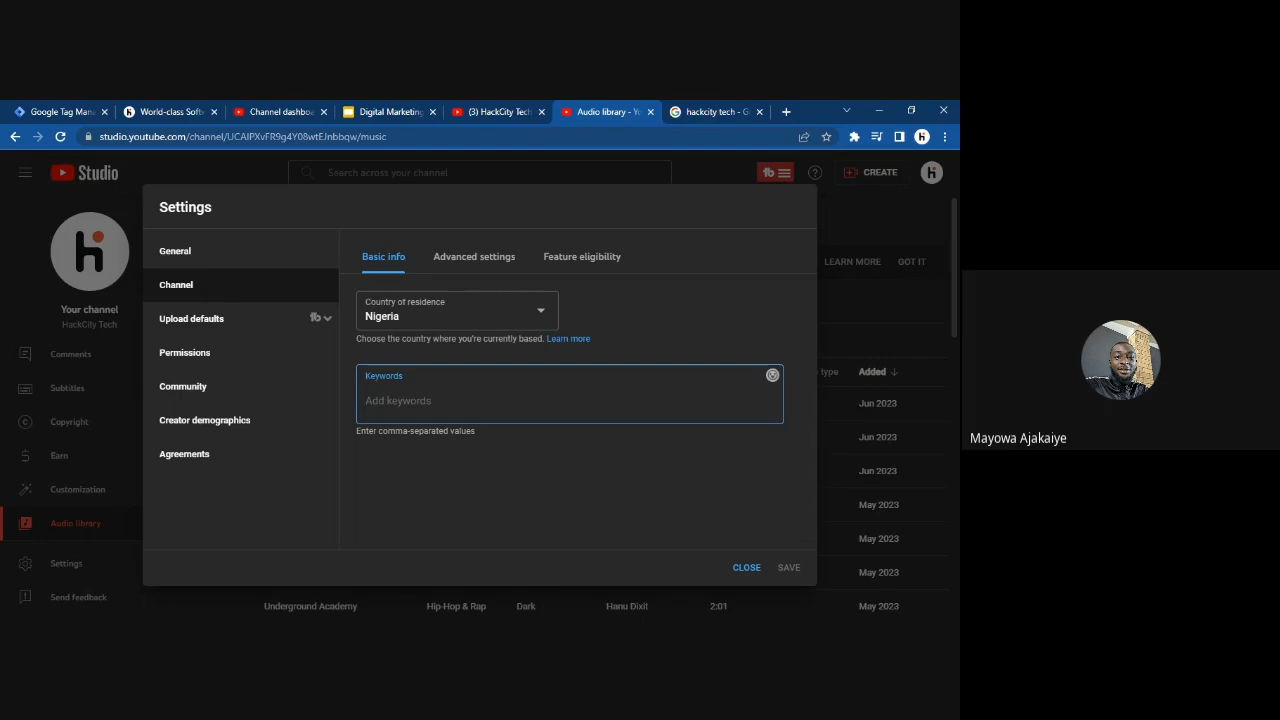 Google Tag Mana
World-class Softw
Channel dashboa
Digital Marketing
(3) HackCity Tech
Audio library - Yo
hackcity tech - G
studio.youtube.com/channel/UCAlPXvFR9g4Y08wtEJnbbqw/music
Studio
Search across your channel
CREATE
Settings
General
Channel
Upload defaults
Permissions
Community
Creator demographics
Agreements
Basic info
Advanced settings
Feature eligibility
Country of residence
Nigeria
Choose the country where you're currently based. Learn more
Keywords
Add keywords
Enter comma-separated values
CLOSE
SAVE
Your channel
HackCity Tech
Comments
Subtitles
Copyright
Earn
Customization
Audio library
Settings
Send feedback
LEARN MORE
GOT IT
type
Added
Jun 2023
Jun 2023
Jun 2023
May 2023
May 2023
May 2023
Underground Academy
Hip-Hop & Rap
Dark
Hanu Dixit
2:01
May 2023
Mayowa Ajakaiye